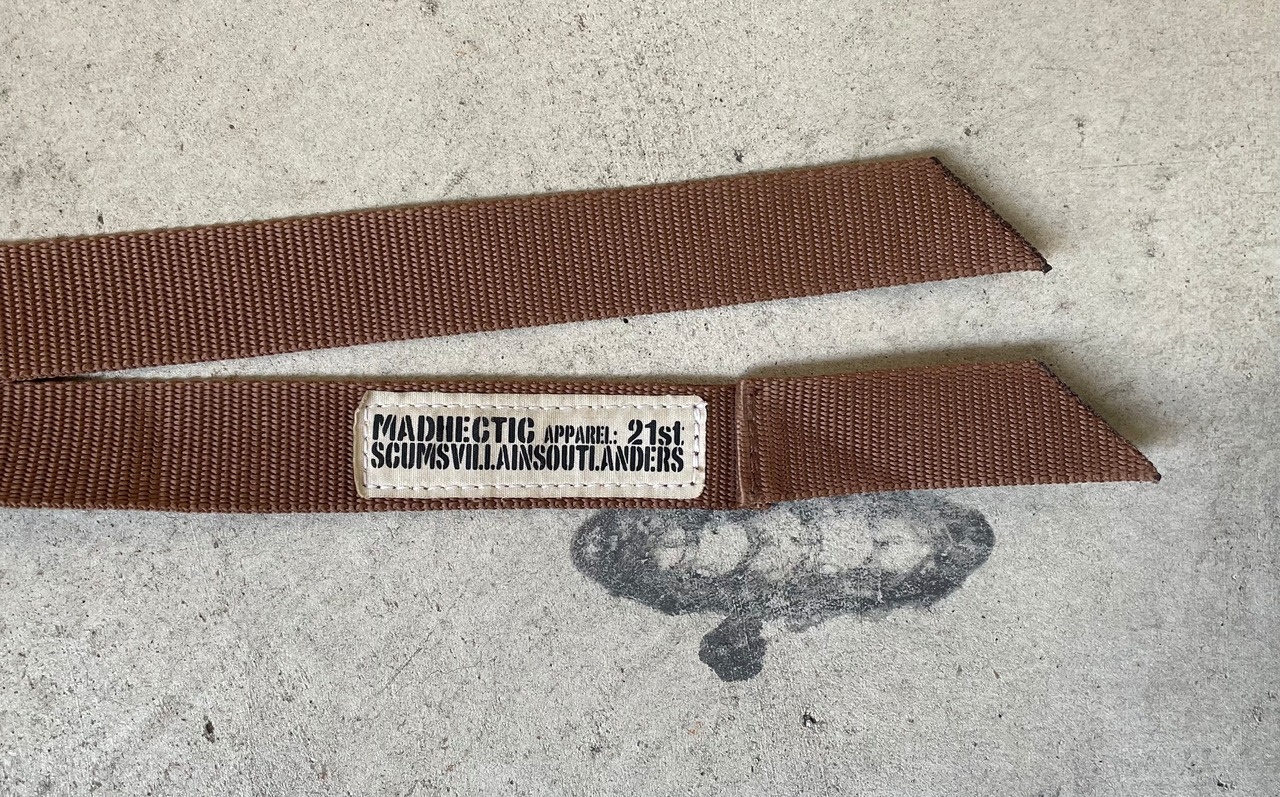 MADHECTIC APPAREL: 21st
SCUMSVILLAINSOUTLANDERS